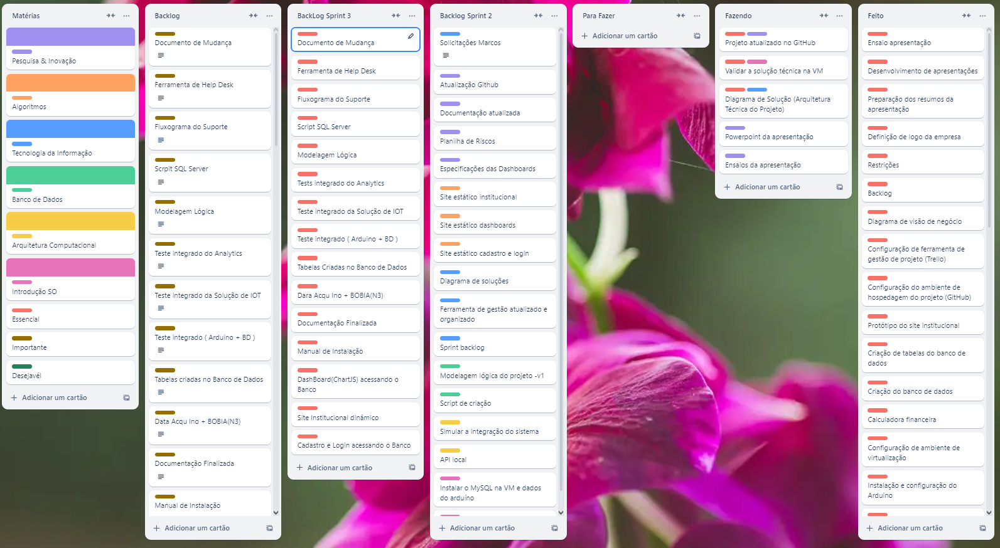 Matérias
Pesquisa & Inovação
Algoritmos
Tecnologia da Informação
Banco de Dados
Arquitetura Computacional
Introdução SO
Essencial
Importante
Desejavél
Adicionar um cartão
Backlog
Documento de Mudança
Ferramenta de Help Desk
Fluxograma do Suporte
Scrpit SQL Server
Modelagem Lógica
Teste integrado do Analytics
Teste integrado da Solução de IOT
Teste integrado ( Arduino + BD )
Tabelas criadas no Banco de Dados
Data Acqu Ino + BOBIA(N3)
Documentação Finalizada
Manual de Instalação
Adicionar um cartão
BackLog Sprint 3
Documento de Mudança
Ferramenta de Help Desk
Fluxograma do Suporte
Script SQL Server
Modelagem Lógica
Tests integrado do Analytics
Teste integrado da Solução de IOT
Teste integrado ( Arduino + BD )
Tabelas Criadas no Banco de Dados
Dara Acqu Ino + BOBIA(N3)
Documentação Finalizada
Manual de Instalação
DashBoard(ChartJS) acessando o
Banco
Site Institucional dinâmico
Cadastro e Login acessando o Banco
Adicionar um cartão
Backlog Sprint 2
Solicitações Marcos
Atualização Github
Documentação atualizada
Planilha de Riscos
Especificações das Dashboards
Site estático institucional
Site estático dashboards
Site estático cadastro e login
Diagrama de soluções
Ferramenta de gestão atualizado e
organizado
Sprint backlog
Modelagem lógica do projeto -v1
Script de criação
Simular a integração do sistema
API local
Instalar o MySQL na VM e dados
do arduíno
Adicionar um cartão
Para Fazer
Adicionar um cartão
Fazendo
Projeto atualizado no GitHub
Validar a solução técnica na VM
Diagrama de Solução (Arquitetura
Técnica do Projeto)
Powerpoint da apresentação
Ensaios da apresentação
Adicionar um cartão
Feito
Ensaio apresentação
Desenvolvimento de apresentações
Preparação dos resumos da
apresentação
Definição de logo da empresa
Restrições
Backlog
Diagrama de visão de negócio
Configuração de ferramenta de
gestão de projeto (Trello)
Configuração do ambiente de
hospedagem do projeto (GitHub)
Protótipo do site institucional
Criação de tabelas do banco de
dados
Criação do banco de dados
Calculadora financeira
Configuração de ambiente de
virtualização
Instalação e configuração do
Arduino
Adicionar um cartão